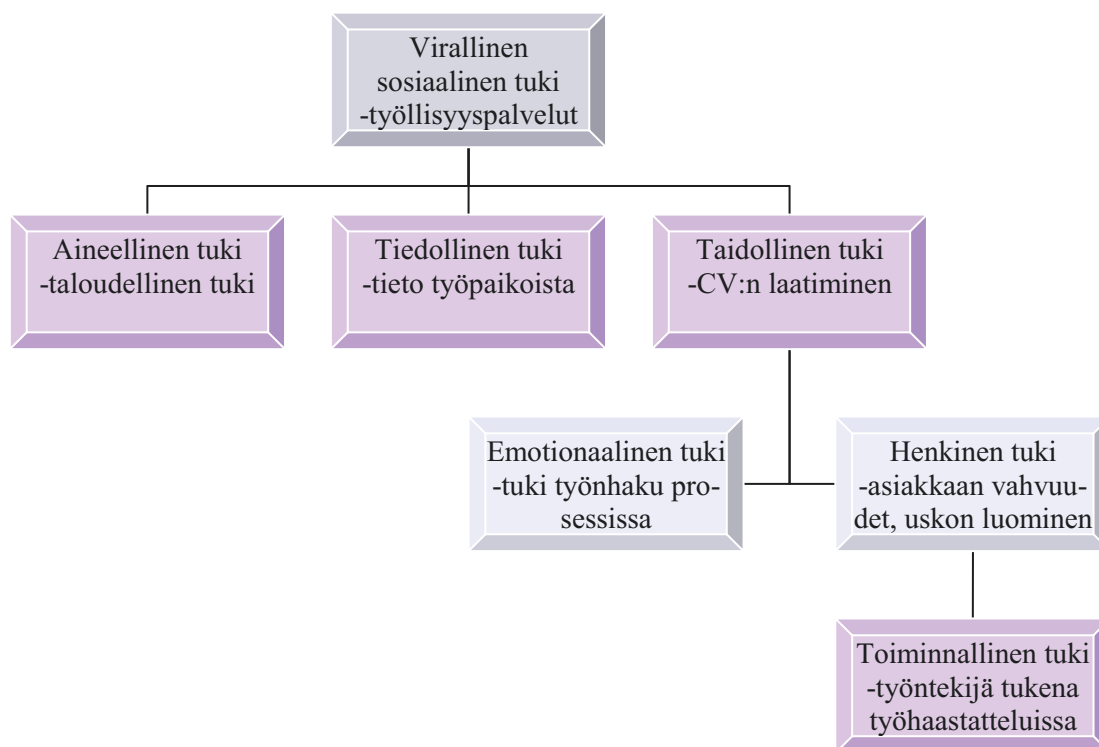 Virallinen
sosiaalinen tuki
-työllisyyspalvelut
Aineellinen tuki
-taloudellinen tuki
Tiedollinen tuki
-tieto työpaikoista
Taidollinen tuki
-CV:n laatiminen
Emotionaalinen tuki
-tuki työnhaku pro-
sessissa
Henkinen tuki
-asiakkaan vahvuu-
det, uskon luominen
Toiminnallinen tuki
-työntekijä tukena
työhaastatteluissa